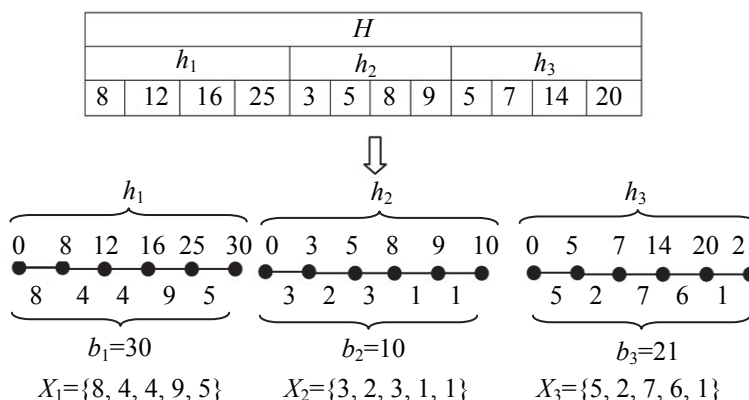 H
h₁ h₂ h₃
8 12 16 25 3 5 8 9 5 7 14 20
h₁ h₂ h₃
0 8 12 16 25 30 0 3 5 8 9 10 0 5 7 14 20 2
8 4 4 9 5 3 2 3 1 1 5 2 7 6 1
b₁=30 b₂=10 b₃=21
X₁={8, 4, 4, 9, 5} X₂={3, 2, 3, 1, 1} X₃={5, 2, 7, 6, 1}